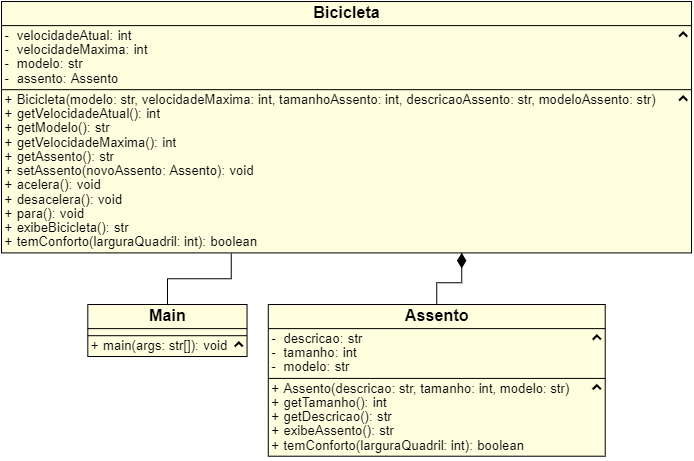 Bicicleta
- velocidadeAtual: int
- velocidadeMaxima: int
- modelo: str
- assento: Assento
+ Bicicleta(modelo: str, velocidadeMaxima: int, tamanhoAssento: int, descricaoAssento: str, modeloAssento: str)
+ getVelocidadeAtual(): int
+ getModelo(): str
+ getVelocidadeMaxima(): int
+ getAssento(): str
+ setAssento(novoAssento: Assento): void
+ acelera(): void
+ desacelera(): void
+ para(): void
+ exibeBicicleta(): str
+ temConforto(larguraQuadril: int): boolean
Main
+ main(args: str[]): void
Assento
- descricao: str
- tamanho: int
- modelo: str
+ Assento(descricao: str, tamanho: int, modelo: str)
+ getTamanho(): int
+ getDescricao(): str
+ exibeAssento(): str
+ temConforto(larguraQuadril: int): boolean